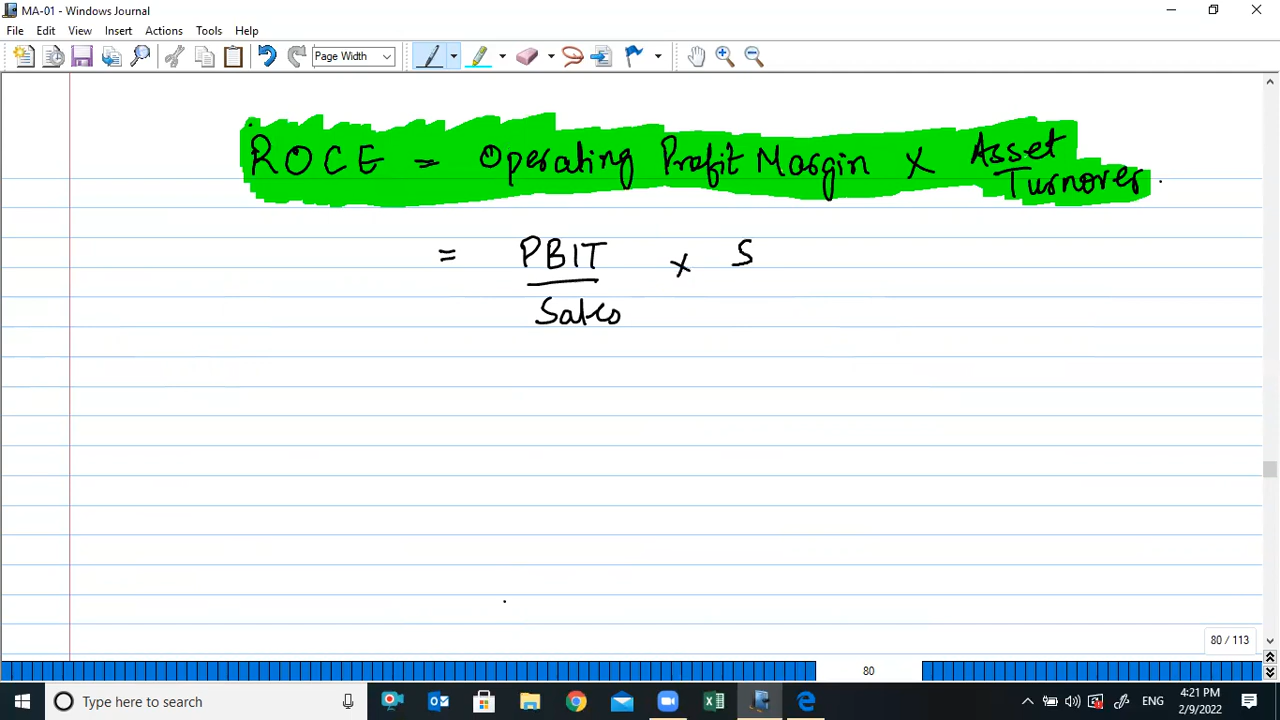 MA-01 - Windows Journal
File Edit View Insert Actions Tools Help
Page Width
ROCE = Operating Profit Margin X Asset
Turnover
= PBIT x S
Sales
80 / 113
80
Type here to search
ENG
4:21 PM
2/9/2022